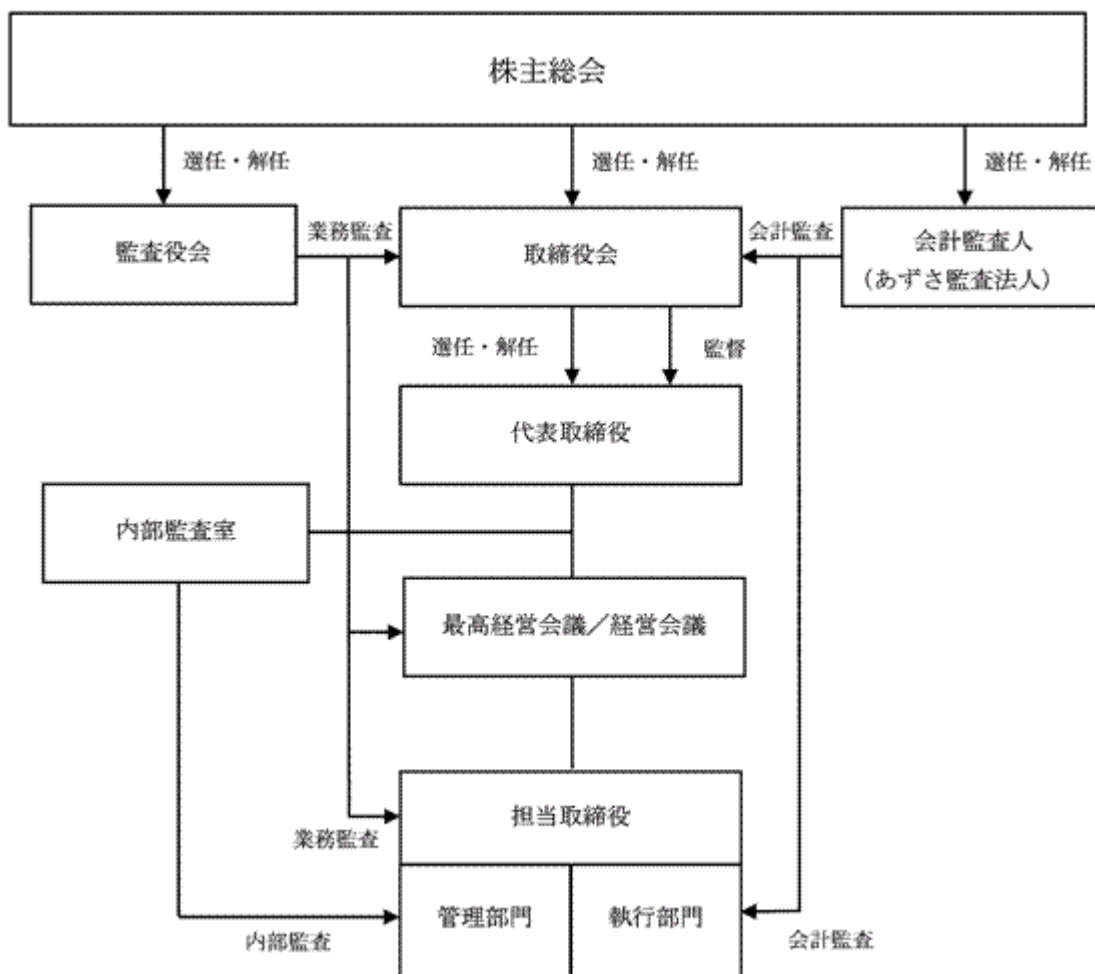 株主総会
選任・解任
選任・解任
選任・解任
監査役会
業務監査
取締役会
会計監査
会計監査人
（あずさ監査法人）
選任・解任
監督
代表取締役
内部監査室
最高経営会議／経営会議
担当取締役
業務監査
管理部門
執行部門
内部監査
会計監査